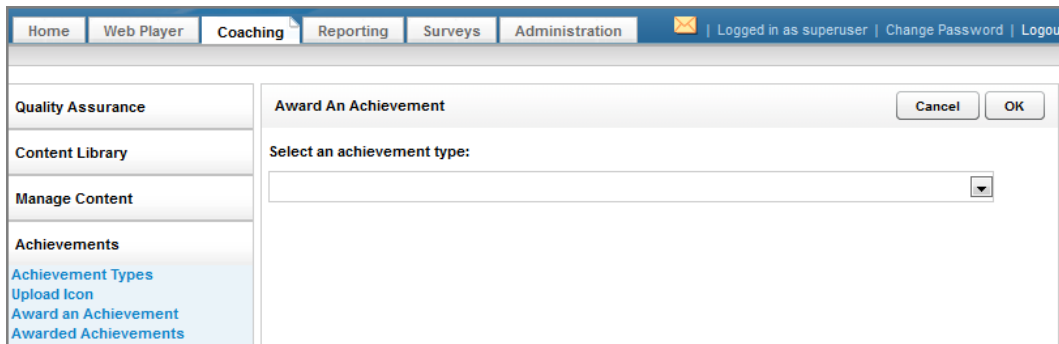 Home Web Player Coaching Reporting Surveys Administration | Logged in as superuser | Change Password |
Quality Assurance
Content Library
Manage Content
Achievements
Achievement Types
Upload Icon
Award an Achievement
Awarded Achievements
Award An Achievement Cancel OK
Select an achievement type: